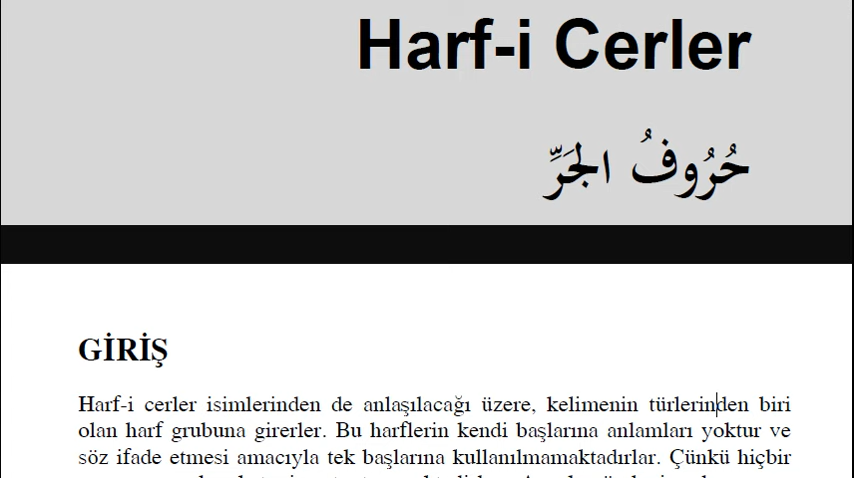 Harf-i Cerler
حُرُوفُ الجَرِّ
GİRİŞ
Harf-i cerler isimlerinden de anlaşılacağı üzere, kelimenin türlerinden biri
olan harf grubuna girerler. Bu harflerin kendi başlarına anlamları yoktur ve
söz ifade etmesi amacıyla tek başlarına kullanılmamaktadırlar. Çünkü hiçbir